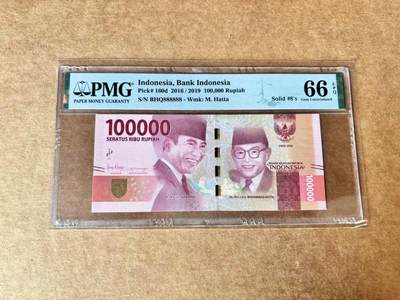 PMG
PAPER MONEY GUARANTY
Indonesia, Bank Indonesia
Pick# 160d 2016 / 2019 100,000 Rupiah
S/N BHQ888888 - Wmk: M. Hatta
Solid #8's
66 EPQ
Gem Uncirculated
100000
SERATUS RIBU RUPIAH
INDONESIA
100000